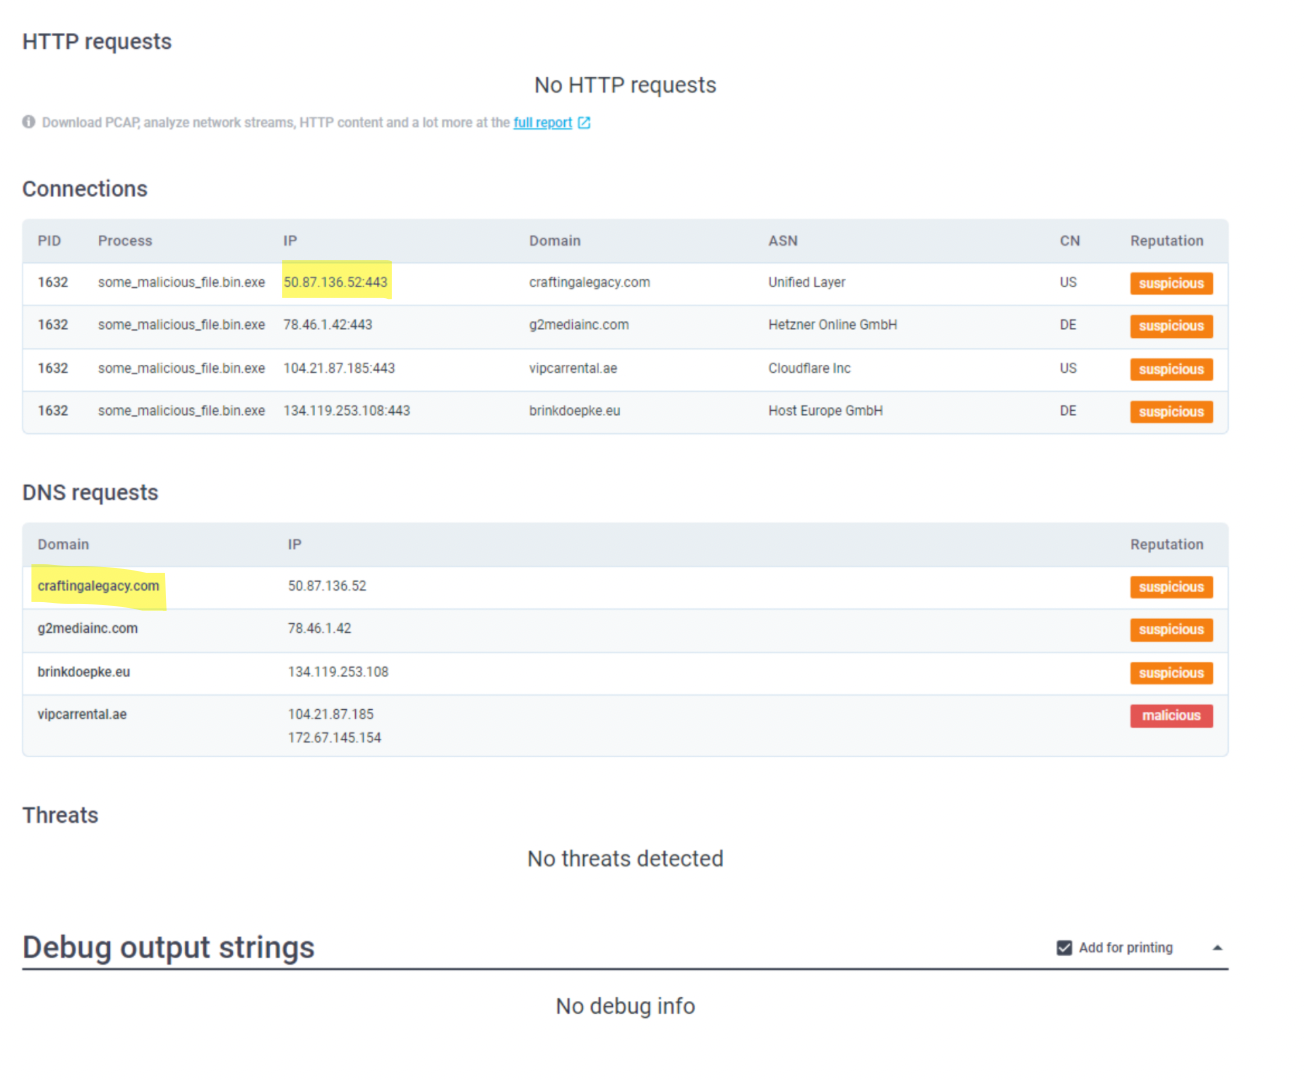 HTTP requests
No HTTP requests
Download PCAP, analyze network streams, HTTP content and a lot more at the full report
Connections
PID Process IP Domain ASN CN Reputation
1632 some_malicious_file.bin.exe 50.87.136.52:443 craftingalegacy.com Unified Layer US suspicious
1632 some_malicious_file.bin.exe 78.46.1.42:443 g2mediainc.com Hetzner Online GmbH DE suspicious
1632 some_malicious_file.bin.exe 104.21.87.185:443 vipcarrental.ae Cloudflare Inc US suspicious
1632 some_malicious_file.bin.exe 134.119.253.108:443 brinkdoepke.eu Host Europe GmbH DE suspicious
DNS requests
Domain IP Reputation
craftingalegacy.com 50.87.136.52 suspicious
g2mediainc.com 78.46.1.42 suspicious
brinkdoepke.eu 134.119.253.108 suspicious
vipcarrental.ae 104.21.87.185 malicious
172.67.145.154
Threats
No threats detected
Debug output strings Add for printing
No debug info